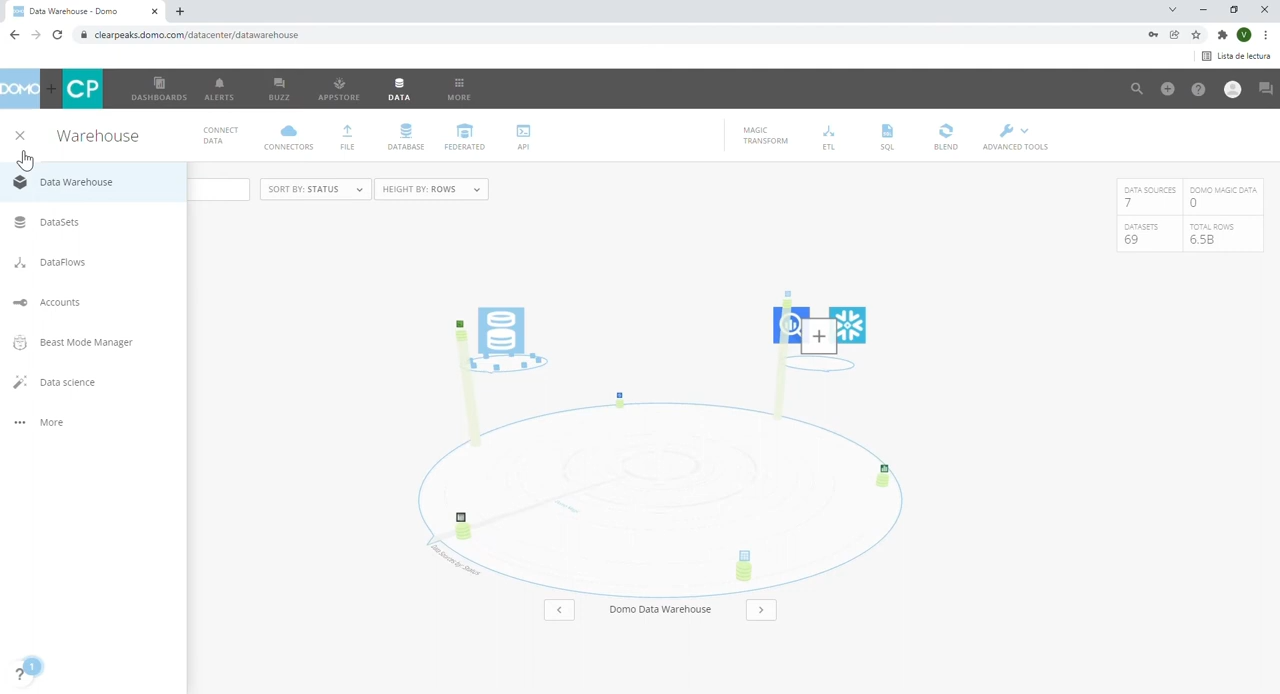 Data Warehouse - Domo
clearpeaks.domo.com/datacenter/datawarehouse
Lista de lectura
DOMO
CP
DASHBOARDS
ALERTS
BUZZ
APPSTORE
DATA
MORE
Warehouse
CONNECT DATA
CONNECTORS
FILE
DATABASE
FEDERATED
API
MAGIC TRANSFORM
ETL
SQL
BLEND
ADVANCED TOOLS
Data Warehouse
DataSets
DataFlows
Accounts
Beast Mode Manager
Data science
More
SORT BY: STATUS
HEIGHT BY: ROWS
DATA SOURCES
7
DOMO MAGIC DATA
0
DATASETS
69
TOTAL ROWS
6.5B
Domo Data Warehouse
1
V